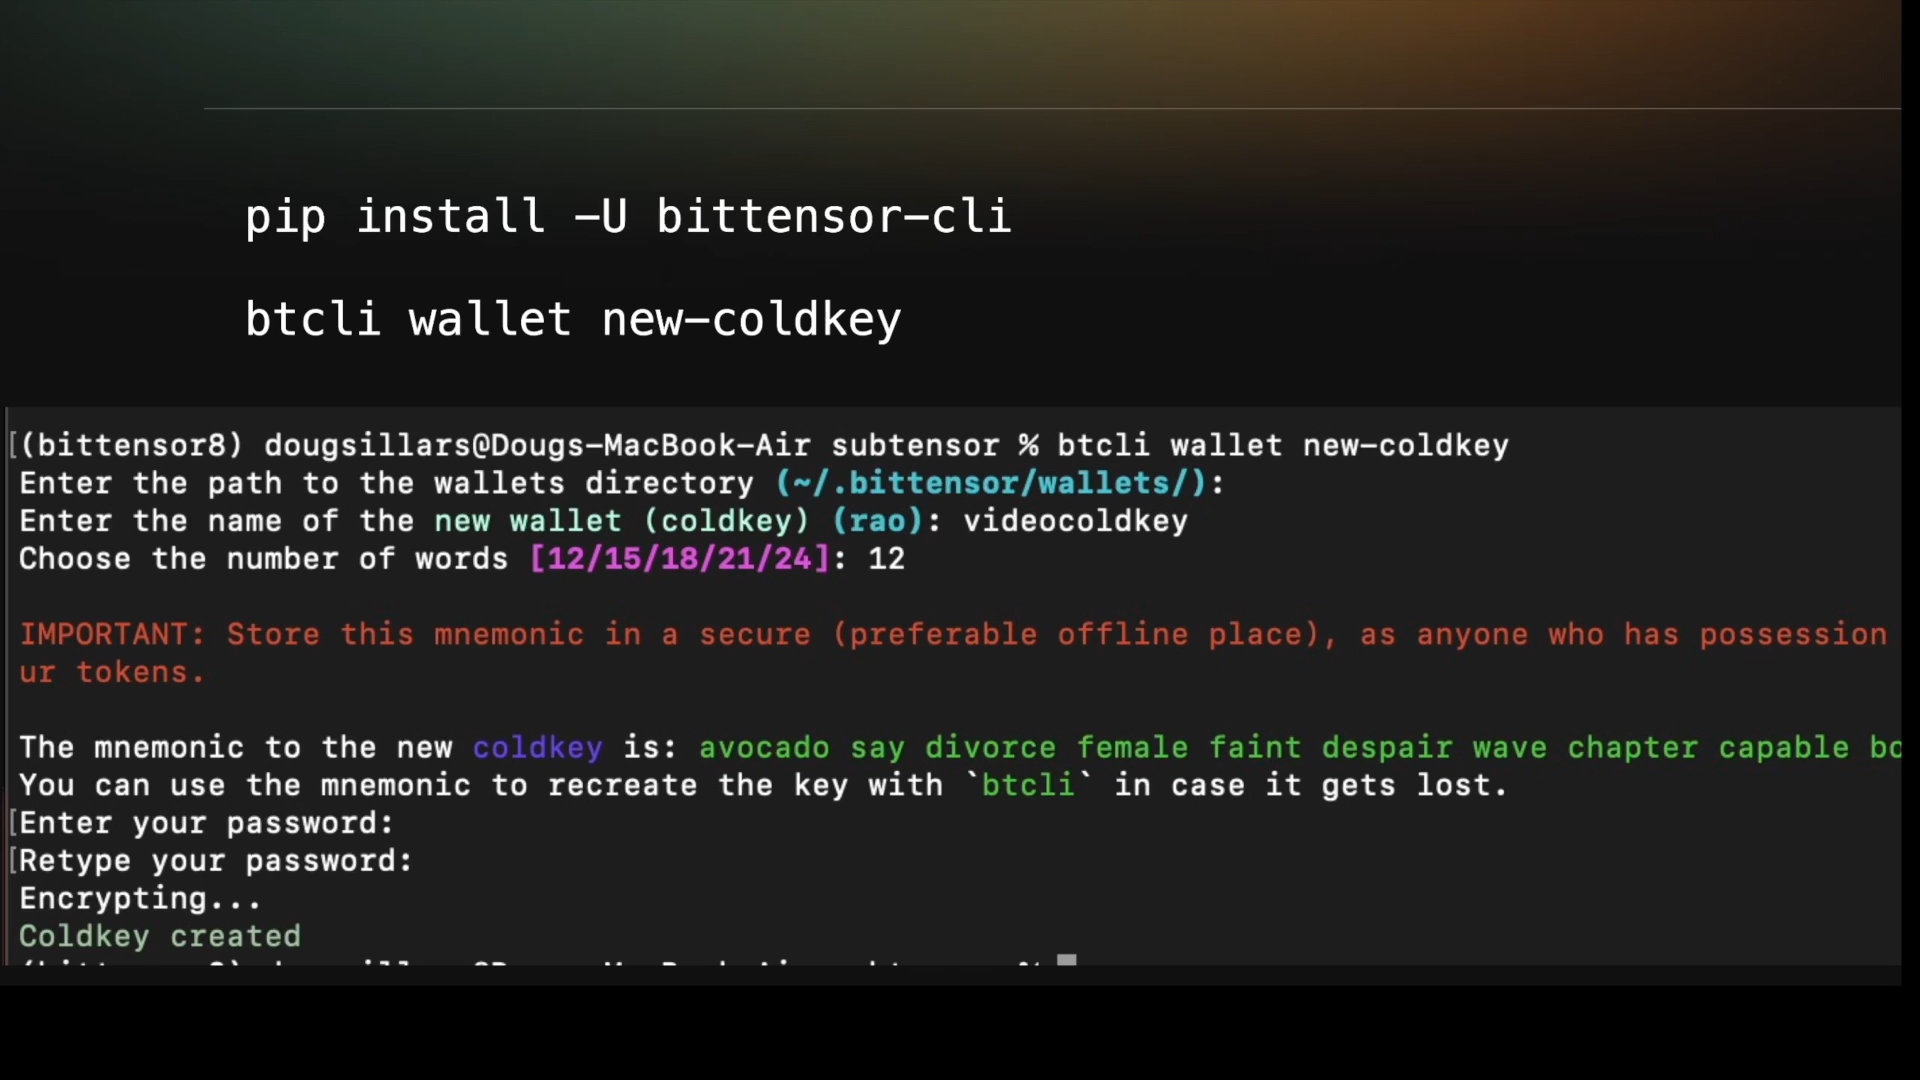 pip install -U bittensor-cli
btcli wallet new-coldkey
[(bittensor8) dougsillars@Dougs-MacBook-Air subtensor % btcli wallet new-coldkey
Enter the path to the wallets directory (~/.bittensor/wallets/):
Enter the name of the new wallet (coldkey) (rao): videocoldkey
Choose the number of words [12/15/18/21/24]: 12
IMPORTANT: Store this mnemonic in a secure (preferable offline place), as anyone who has possession
ur tokens.
The mnemonic to the new coldkey is: avocado say divorce female faint despair wave chapter capable
You can use the mnemonic to recreate the key with `btcli` in case it gets lost.
[Enter your password:
[Retype your password:
Encrypting...
Coldkey created